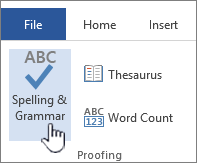 File Home Insert
ABC
Spelling &
Grammar
Thesaurus
ABC
123
Word Count
Proofing